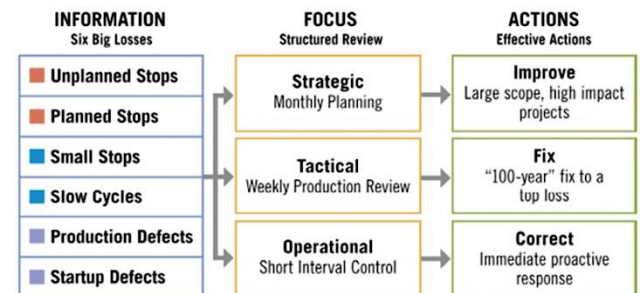 INFORMATION
Six Big Losses
Unplanned Stops
Planned Stops
Small Stops
Slow Cycles
Production Defects
Startup Defects
FOCUS
Structured Review
Strategic
Monthly Planning
Tactical
Weekly Production Review
Operational
Short Interval Control
ACTIONS
Effective Actions
Improve
Large scope, high impact
projects
Fix
“100-year” fix to a
top loss
Correct
Immediate proactive
response